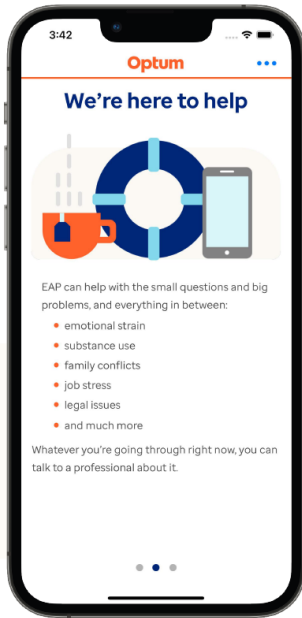 3:42
Optum
We're here to help
EAP can help with the small questions and big
problems, and everything in between:
emotional strain
substance use
family conflicts
job stress
legal issues
and much more
Whatever you're going through right now, you can
talk to a professional about it.